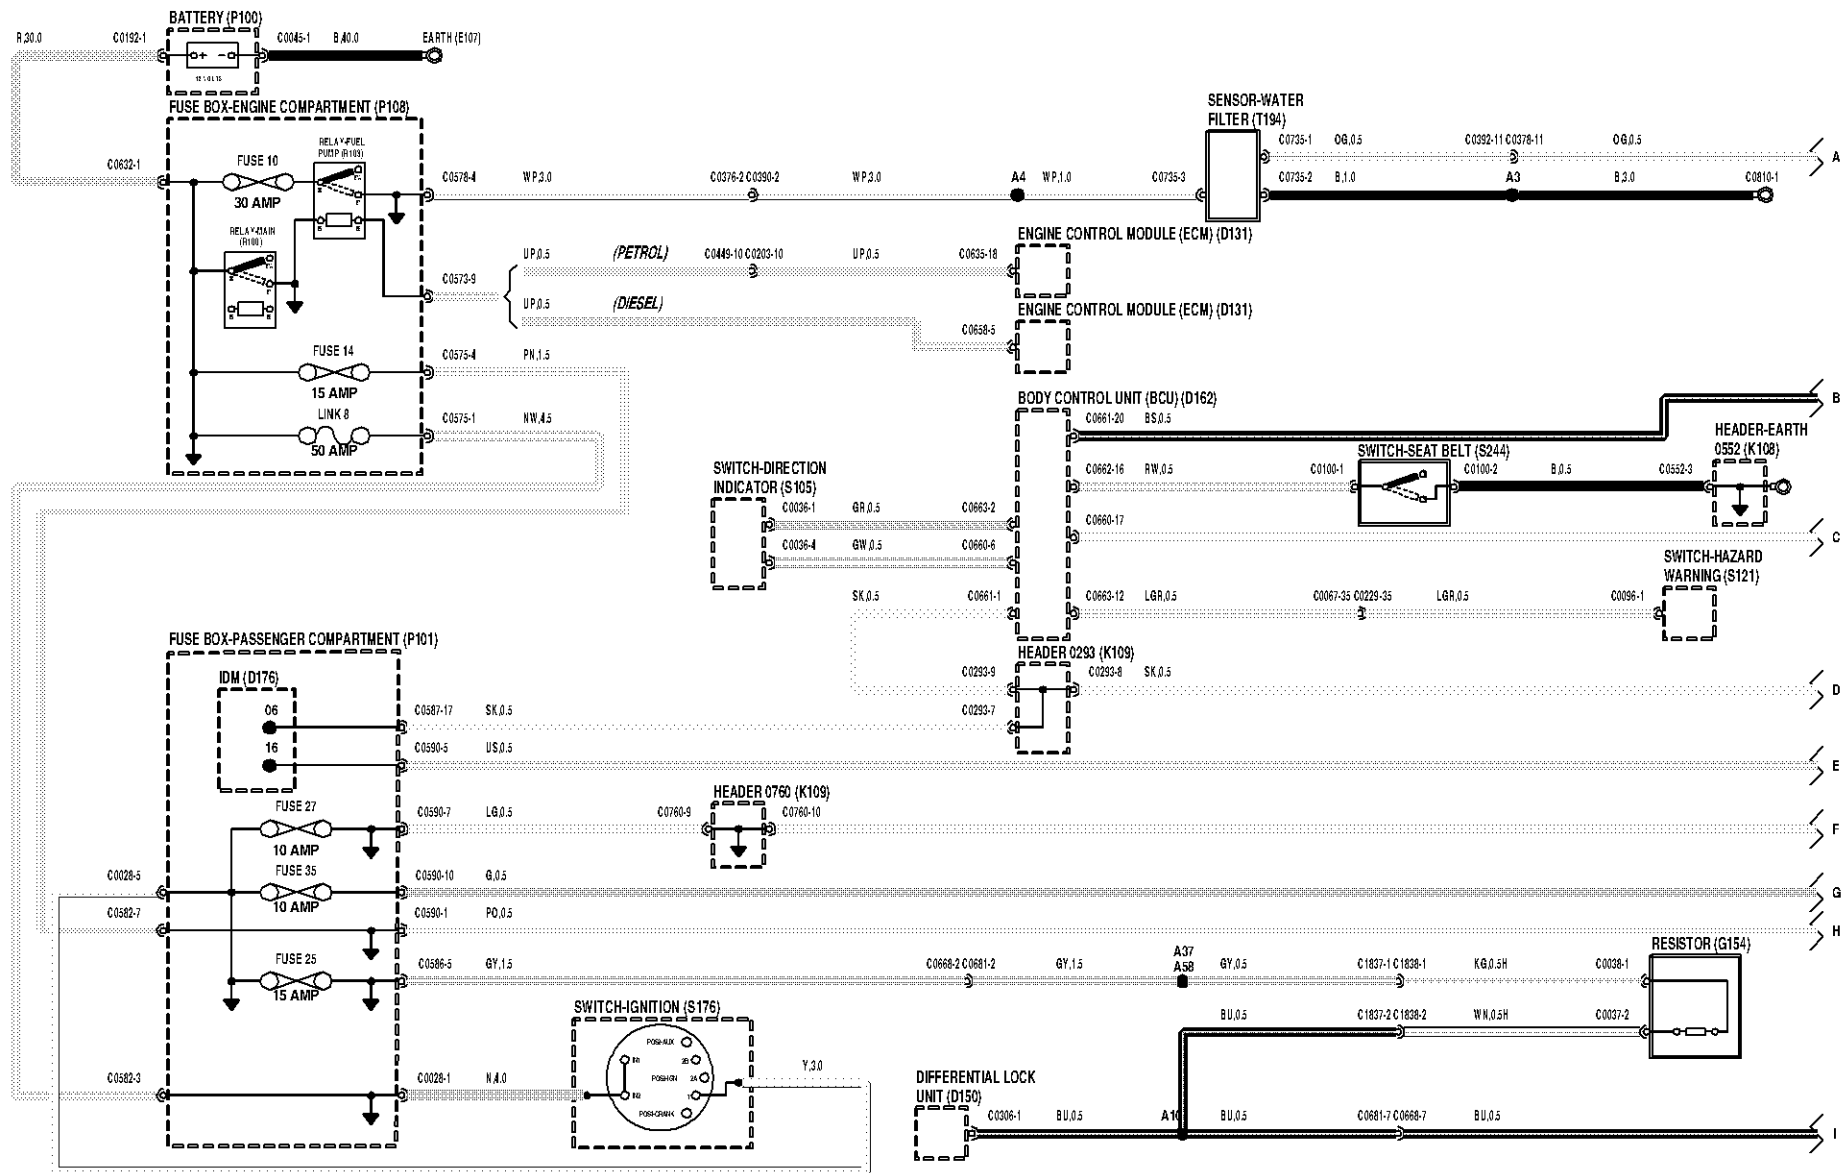 BATTERY (P100)
R,30.0 C0192-1 C0045-1 B,40.0 EARTH (E107)
FUSE BOX-ENGINE COMPARTMENT (P108)
SENSOR-WATER
FILTER (T194)
RELAY-FUEL
PUMP (R103)
C0632-1 FUSE 10
30 AMP
C0735-1 OG,0.5 C0392-11 C0378-11 OG,0.5 A
C0578-4 WP,3.0 C0376-2 C0390-2 WP,3.0 A4 WP,1.0 C0735-3 C0735-2 B,1.0 A3 B,3.0 C0810-1
RELAY-MAIN
(R100)
ENGINE CONTROL MODULE (ECM) (D131)
UP,0.5 (PETROL) C0449-10 C0203-10 UP,0.5 C0635-18
C0573-9
UP,0.5 (DIESEL)
ENGINE CONTROL MODULE (ECM) (D131)
C0658-5
FUSE 14 C0575-4 PN,1.5
15 AMP
LINK 8 C0575-1 NW,4.5
50 AMP
BODY CONTROL UNIT (BCU) (D162)
C0661-20 BS,0.5 B
HEADER-EARTH
0552 (K108)
SWITCH-SEAT BELT (S244)
C0662-16 RW,0.5 C0100-1 C0100-2 B,0.5 C0552-3
SWITCH-DIRECTION
INDICATOR (S105)
C0036-1 GR,0.5 C0663-2
C0660-17 C
C0036-4 GW,0.5 C0660-6
SWITCH-HAZARD
WARNING (S121)
SK,0.5 C0661-1 C0663-12 LGR,0.5 C0067-35 C0229-35 LGR,0.5 C0096-1
FUSE BOX-PASSENGER COMPARTMENT (P101)
HEADER 0293 (K109)
C0293-9 C0293-8 SK,0.5 D
IDM (D176)
06 C0587-17 SK,0.5 C0293-7
16 C0590-5 US,0.5 E
HEADER 0760 (K109)
FUSE 27 C0590-7 LG,0.5 C0760-9 C0760-10 F
10 AMP
C0028-5 FUSE 35 C0590-10 G,0.5 G
10 AMP
C0582-7 C0590-1 PO,0.5 H
RESISTOR (G154)
FUSE 25 C0586-5 GY,1.5 C0668-2 C0681-2 GY,1.5 A37
A58 GY,0.5 C1837-1 C1838-1 KG,0.5H C0038-1
15 AMP
SWITCH-IGNITION (S176)
BU,0.5 C1837-2 C1838-2 WN,0.5H C0037-2
POSI-AUX
IN1 2B
POSI-IGN 2A
IN2 1
POSI-CRANK
C0582-3 C0028-1 N,4.0 Y,3.0
DIFFERENTIAL LOCK
UNIT (D150)
C0306-1 BU,0.5 BU,0.5 C0681-7 C0668-7 BU,0.5 I